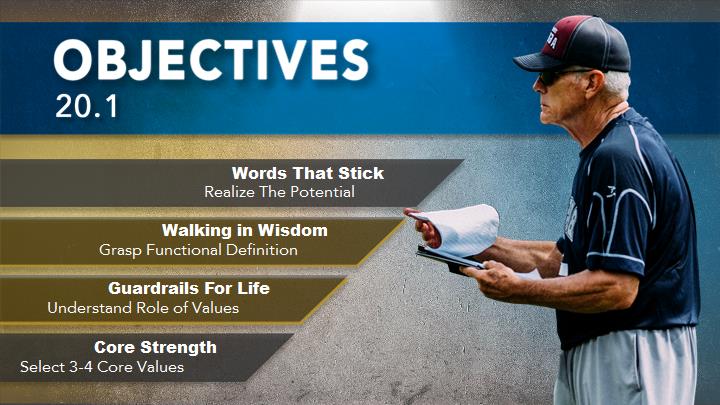 OBJECTIVES
20.1
Words That Stick
Realize The Potential
Walking in Wisdom
Grasp Functional Definition
Guardrails For Life
Understand Role of Values
Core Strength
Select 3-4 Core Values